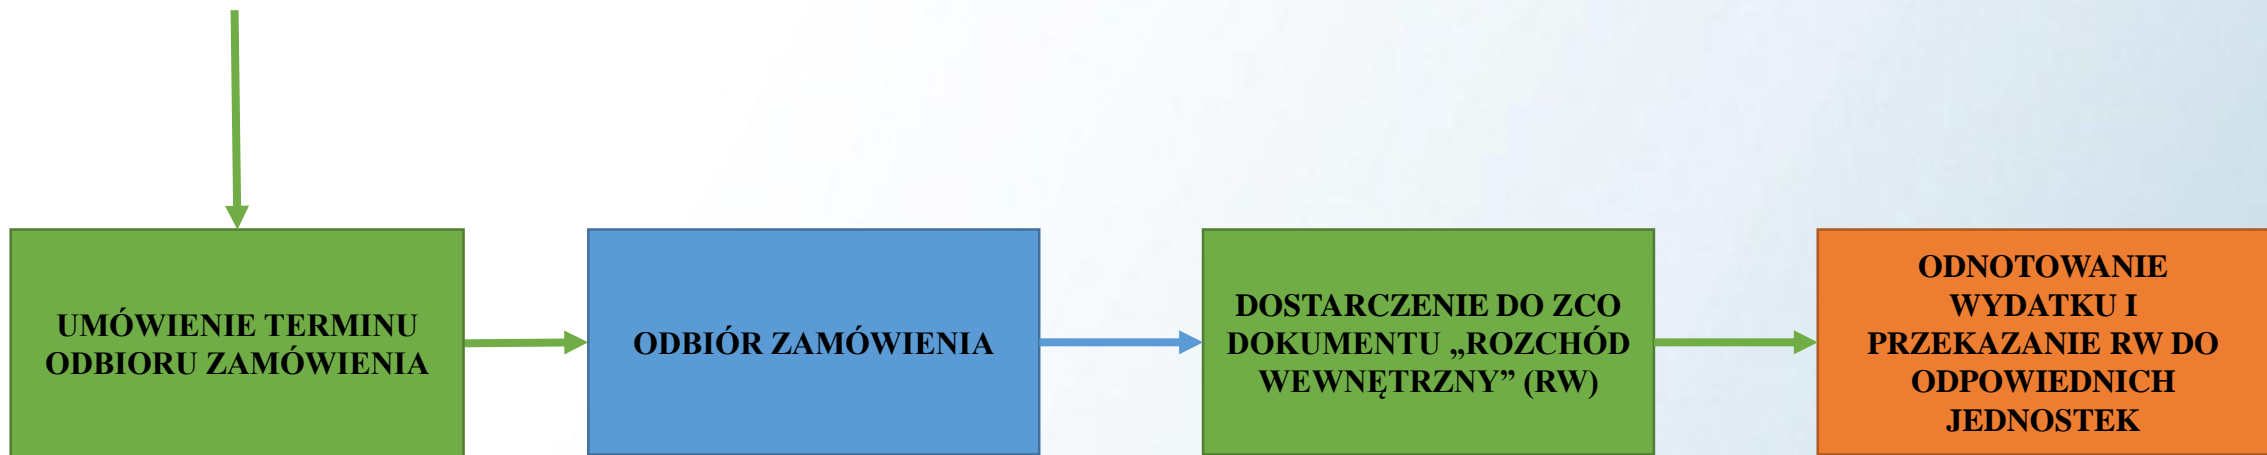 UMÓWIENIE TERMINU
ODBIORU ZAMÓWIENIA
ODBIÓR ZAMÓWIENIA
DOSTARCZENIE DO ZCO
DOKUMENTU „ROZCHÓD
WEWNĘTRZNY” (RW)
ODNOTOWANIE
WYDATKU I
PRZEKAZANIE RW DO
ODPOWIEDNICH
JEDNOSTEK